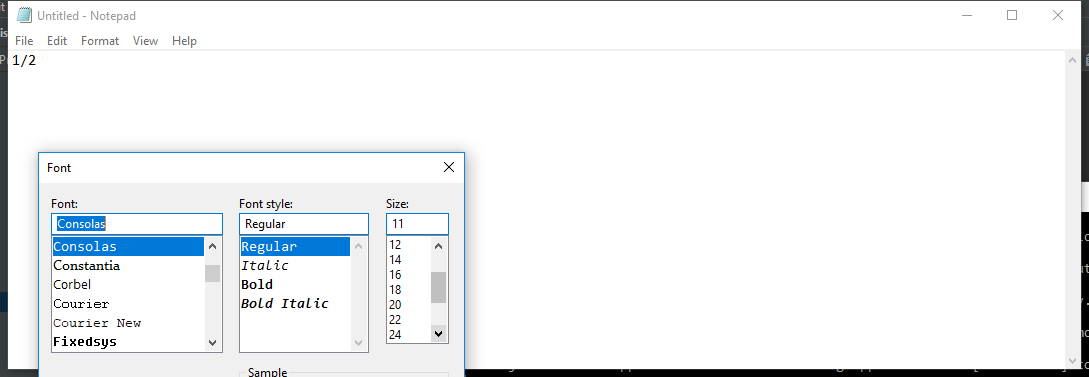 Untitled - Notepad
File Edit Format View Help
1/2
Font
Font: Font style: Size:
Consolas Regular 11
Consolas Regular 12
Constantia Italic 14
Corbel Bold 16
Courier Bold Italic 18
Courier New 20
Fixedsys 22
24
Sample